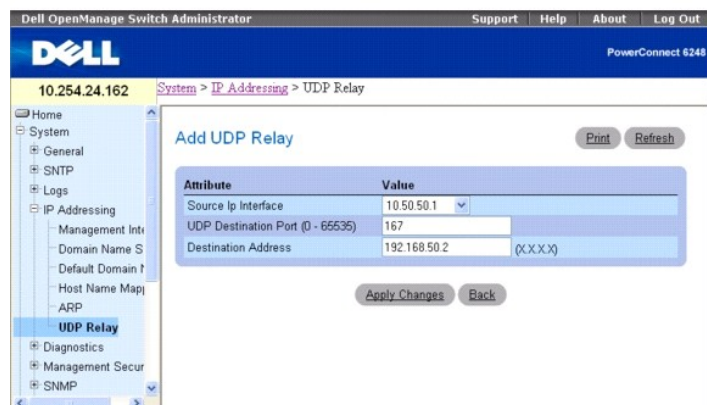 Dell OpenManage Switch Administrator
Support Help About Log Out
DELL
PowerConnect 6248
10.254.24.162
System > IP Addressing > UDP Relay
Home
System
General
SNTP
Logs
IP Addressing
Management Inte
Domain Name S
Default Domain N
Host Name Mapp
ARP
UDP Relay
Diagnostics
Management Secur
SNMP
Add UDP Relay
Print Refresh
Attribute Value
Source Ip Interface 10.50.50.1
UDP Destination Port (0 - 65535) 167
Destination Address 192.168.50.2 (X.X.X.X)
Apply Changes Back